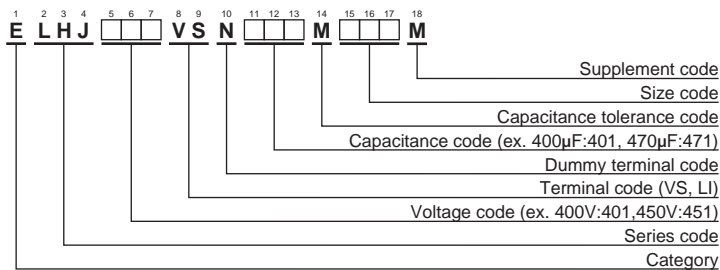 1 2 3 4 5 6 7 8 9 10 11 12 13 14 15 16 17 18
E L H J V S N M M
Supplement code
Size code
Capacitance tolerance code
Capacitance code (ex. 400μF:401, 470μF:471)
Dummy terminal code
Terminal code (VS, LI)
Voltage code (ex. 400V:401,450V:451)
Series code
Category